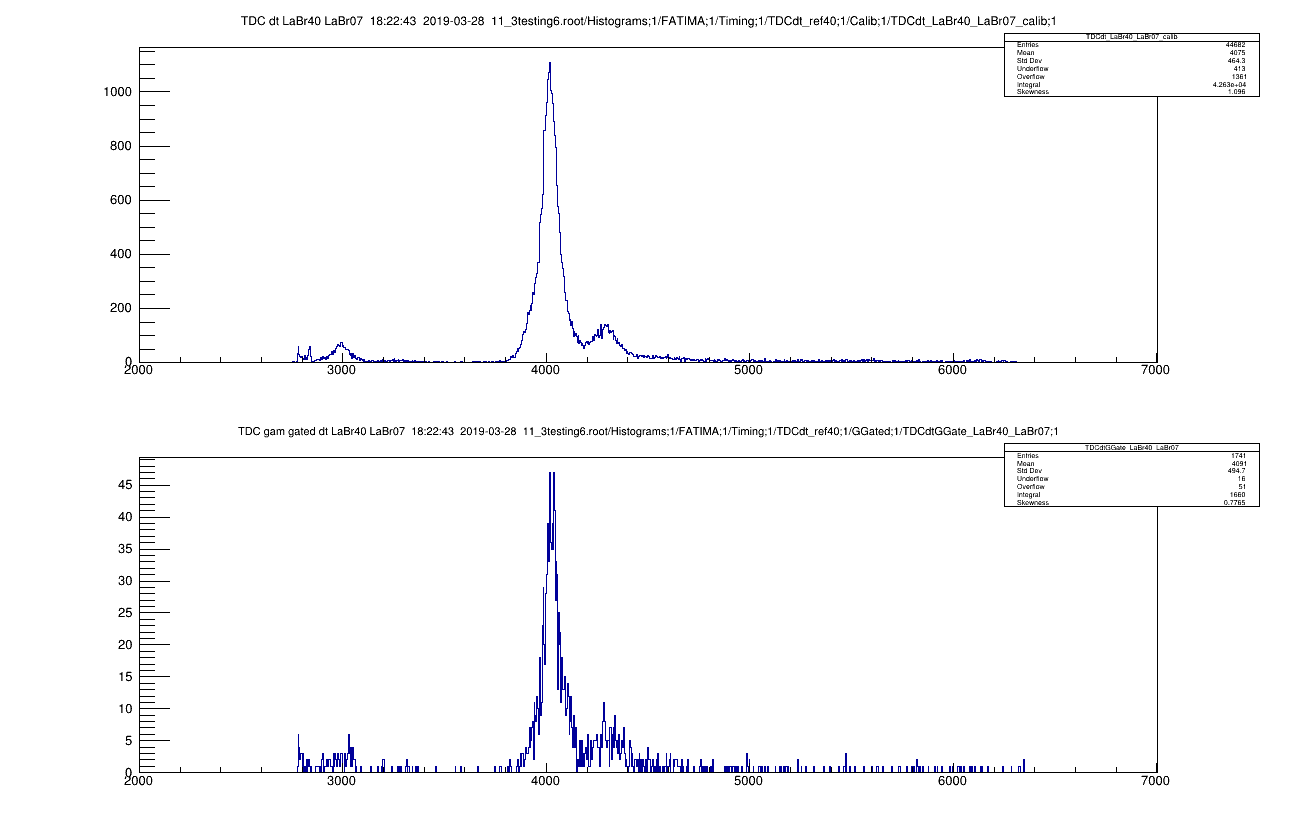 TDC dt LaBr40 LaBr07 18:22:43 2019-03-28 11_3testing6.root/Histograms;1/FATIMA;1/Timing;1/TDCdt_ref40;1/Calib;1/TDCdt_LaBr40_LaBr07_calib;1
TDCdt_LaBr40_LaBr07_calib
Entries 44682
Mean 4075
Std Dev 464.3
Underflow 413
Overflow 1361
Integral 4.263e+04
Skewness 1.096
1000
800
600
400
200
0
2000 3000 4000 5000 6000 7000
TDC gam gated dt LaBr40 LaBr07 18:22:43 2019-03-28 11_3testing6.root/Histograms;1/FATIMA;1/Timing;1/TDCdt_ref40;1/GGated;1/TDCdtGGate_LaBr40_LaBr07;1
TDCdtGGate_LaBr40_LaBr07
Entries 1741
Mean 4091
Std Dev 494.7
Underflow 16
Overflow 51
Integral 1660
Skewness 0.7765
45
40
35
30
25
20
15
10
5
0
2000 3000 4000 5000 6000 7000